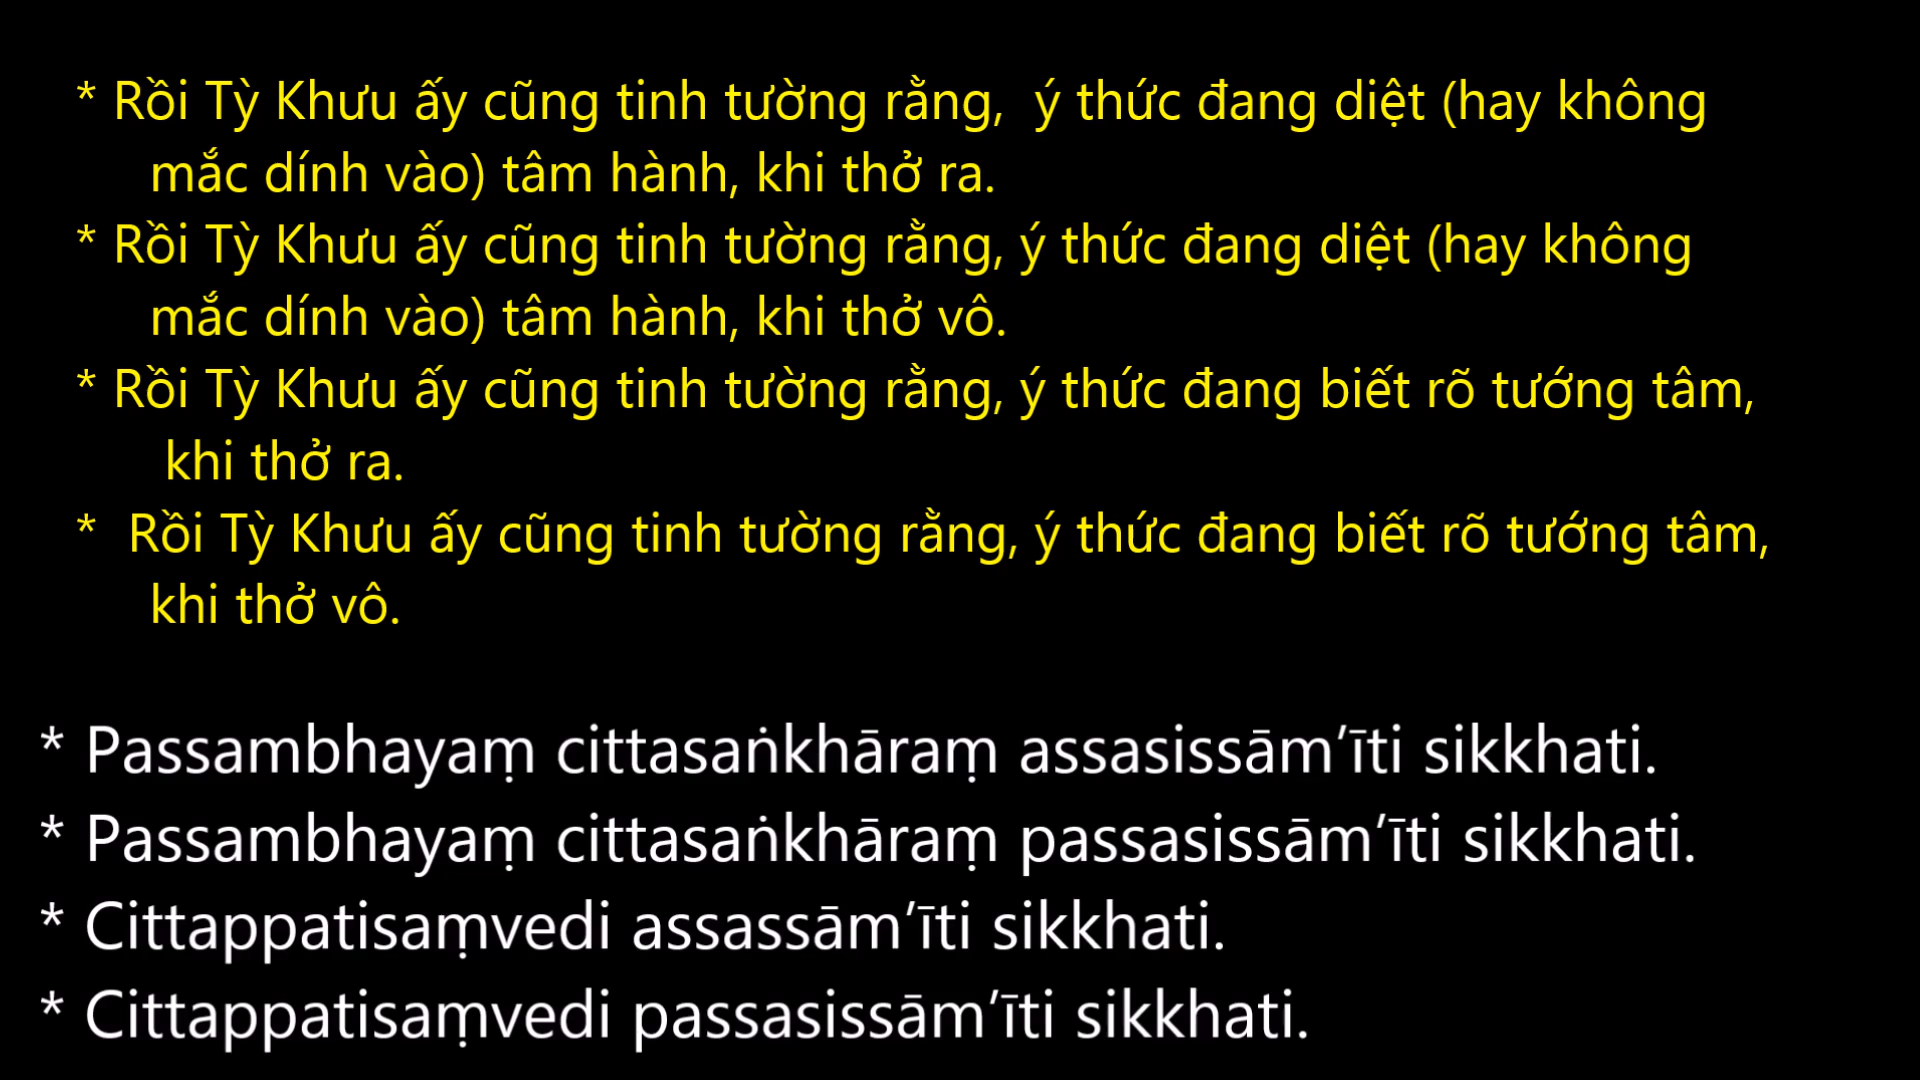 * Rồi Tỳ Khưu ấy cũng tinh tường rằng,  ý thức đang diệt (hay không
mắc dính vào) tâm hành, khi thở ra.
* Rồi Tỳ Khưu ấy cũng tinh tường rằng, ý thức đang diệt (hay không
mắc dính vào) tâm hành, khi thở vô.
* Rồi Tỳ Khưu ấy cũng tinh tường rằng, ý thức đang biết rõ tướng tâm,
khi thở ra.
*  Rồi Tỳ Khưu ấy cũng tinh tường rằng, ý thức đang biết rõ tướng tâm,
khi thở vô.
* Passambhayaṃ cittasaṅkhāraṃ assasissām’īti sikkhati.
* Passambhayaṃ cittasaṅkhāraṃ passasissām’īti sikkhati.
* Cittappatisaṃvedi assassām’īti sikkhati.
* Cittappatisaṃvedi passasissām’īti sikkhati.